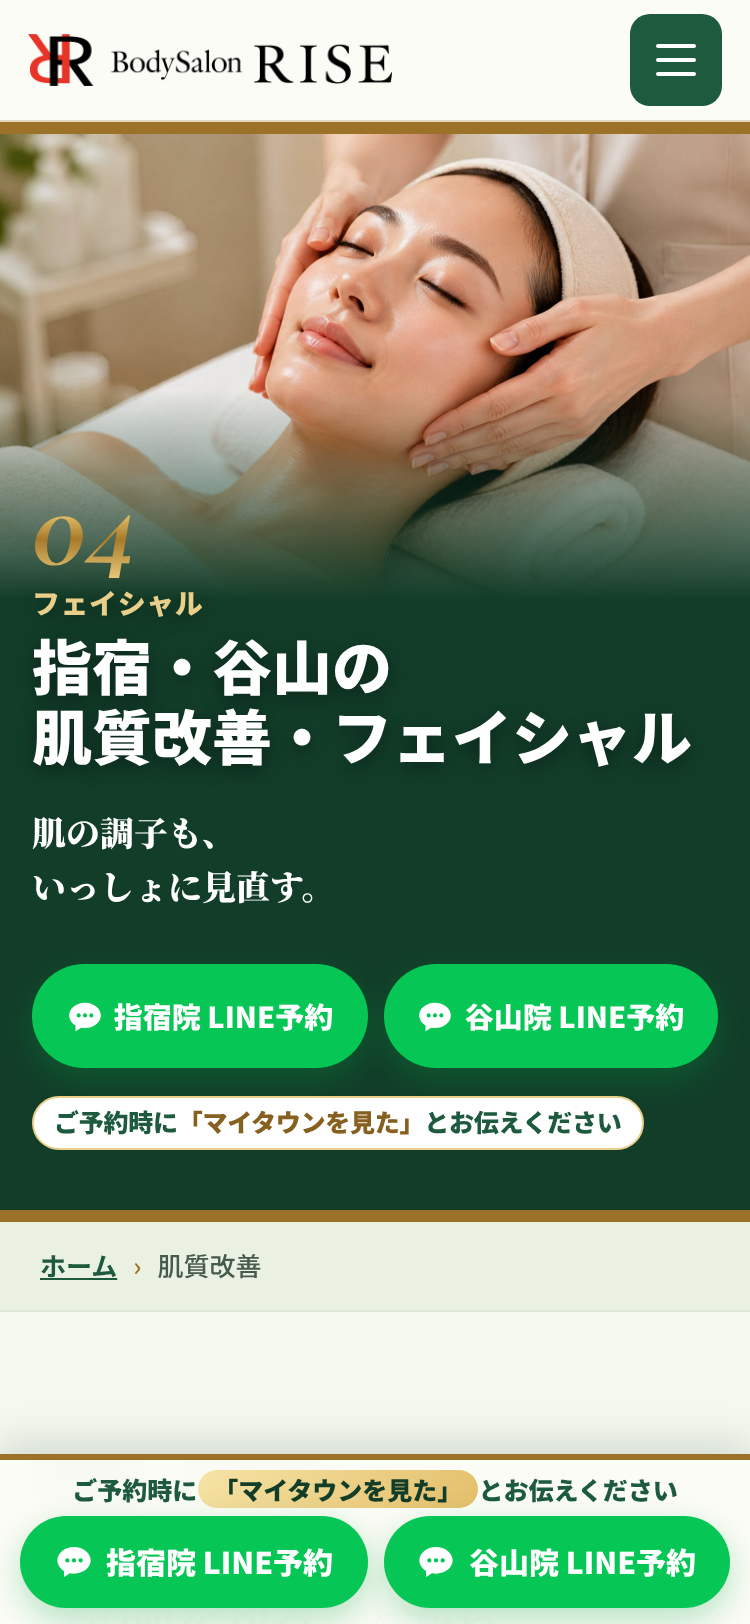 BodySalon RISE
04
フェイシャル
指宿・谷山の
肌質改善・フェイシャル
肌の調子も、
いっしょに見直す。
指宿院 LINE予約
谷山院 LINE予約
ご予約時に「マイタウンを見た」とお伝えください
ホーム › 肌質改善
ご予約時に「マイタウンを見た」とお伝えください
指宿院 LINE予約
谷山院 LINE予約